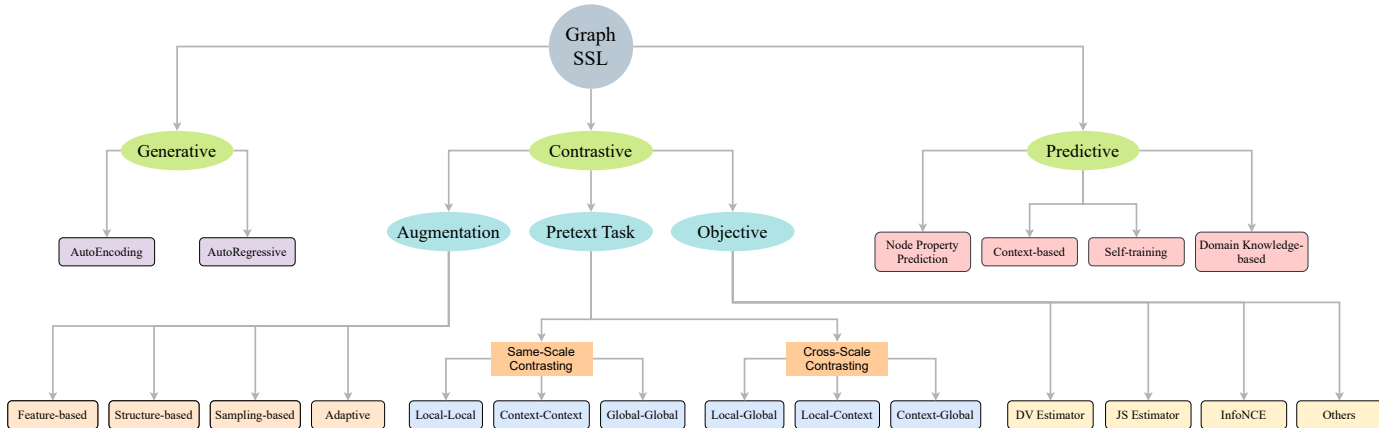 Graph
SSL
Generative
Contrastive
Predictive
Augmentation
Pretext Task
Objective
AutoEncoding
AutoRegressive
Node Property
Prediction
Context-based
Self-training
Domain Knowledge-
based
Same-Scale
Contrasting
Cross-Scale
Contrasting
Feature-based
Structure-based
Sampling-based
Adaptive
Local-Local
Context-Context
Global-Global
Local-Global
Local-Context
Context-Global
DV Estimator
JS Estimator
InfoNCE
Others